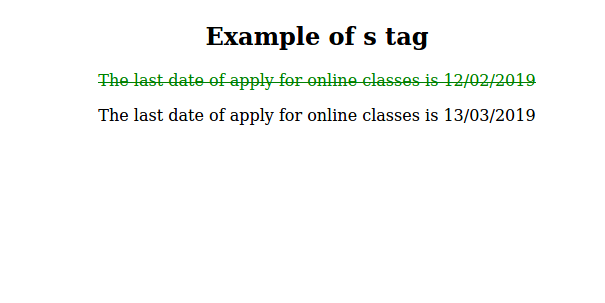 Example of s tag
The last date of apply for online classes is 12/02/2019
The last date of apply for online classes is 13/03/2019